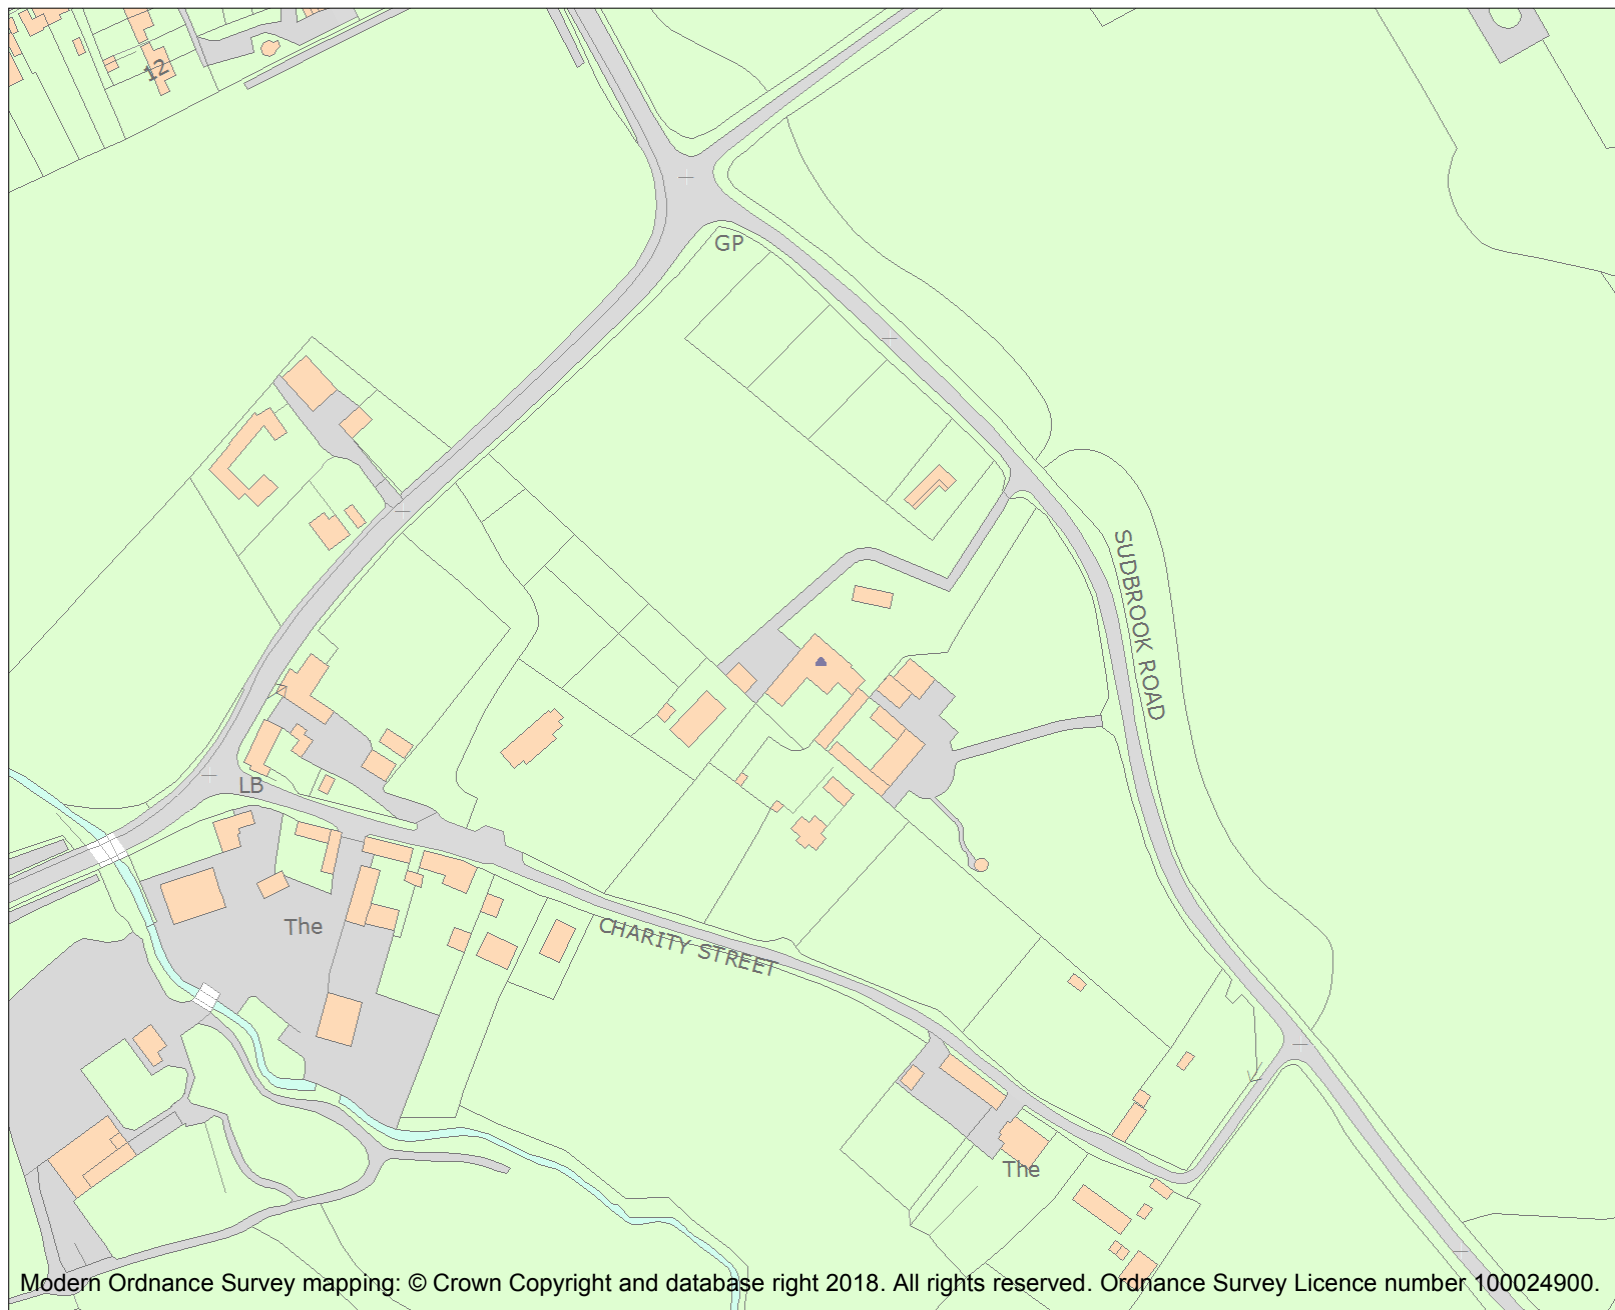 12
GP
SUDBROOK ROAD
LB
The
CHARITY STREET
The
Modern Ordnance Survey mapping: © Crown Copyright and database right 2018. All rights reserved. Ordnance Survey Licence number 100024900.